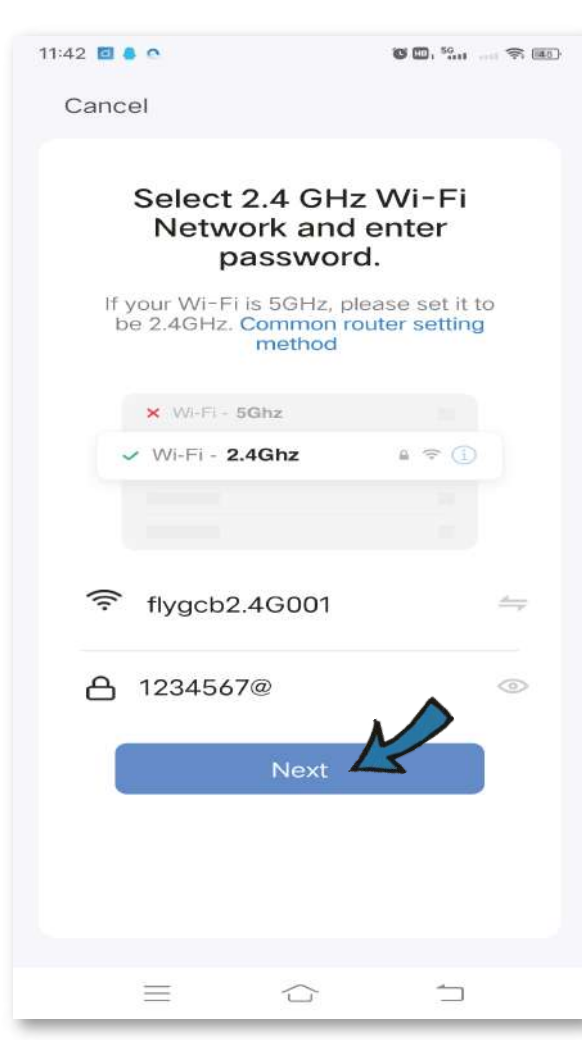 11:42
HD 5G
Cancel
Select 2.4 GHz Wi-Fi
Network and enter
password.
If your Wi-Fi is 5GHz, please set it to
be 2.4GHz. Common router setting
method
Wi-Fi - 5Ghz
Wi-Fi - 2.4Ghz
flygcb2.4G001
1234567@
Next